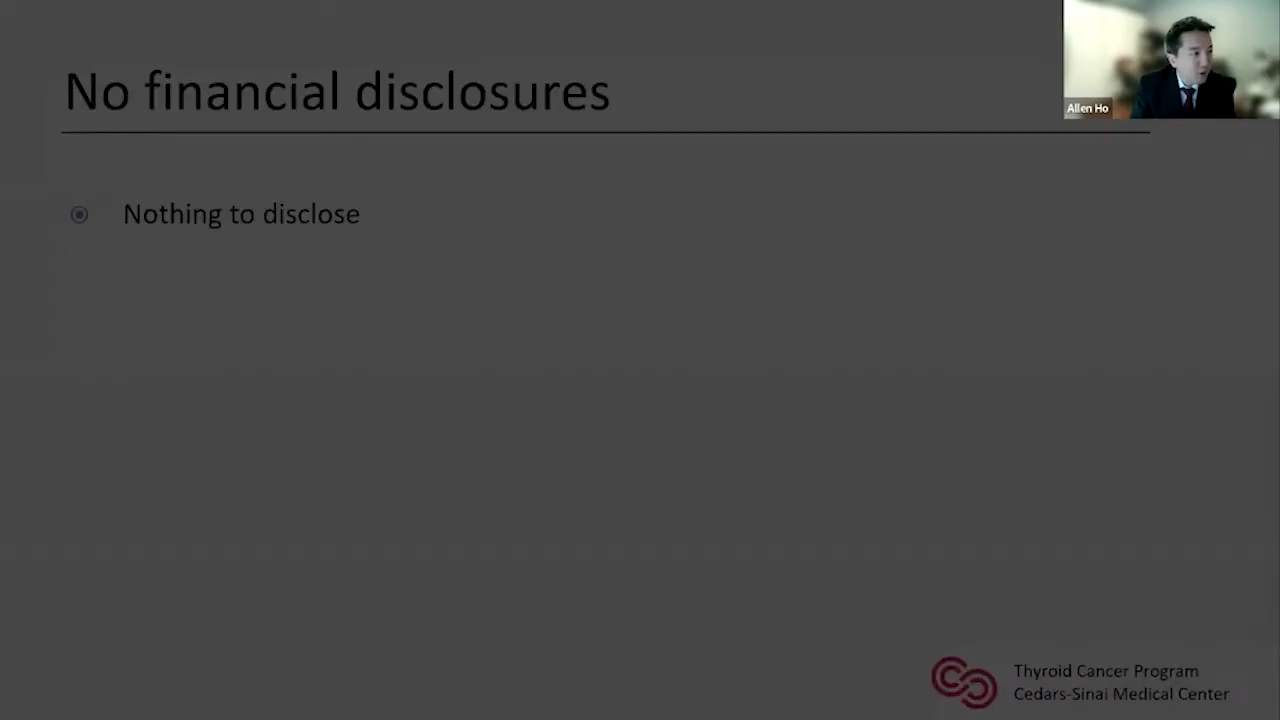 No financial disclosures
Allen Ho
Nothing to disclose
Thyroid Cancer Program
Cedars-Sinai Medical Center